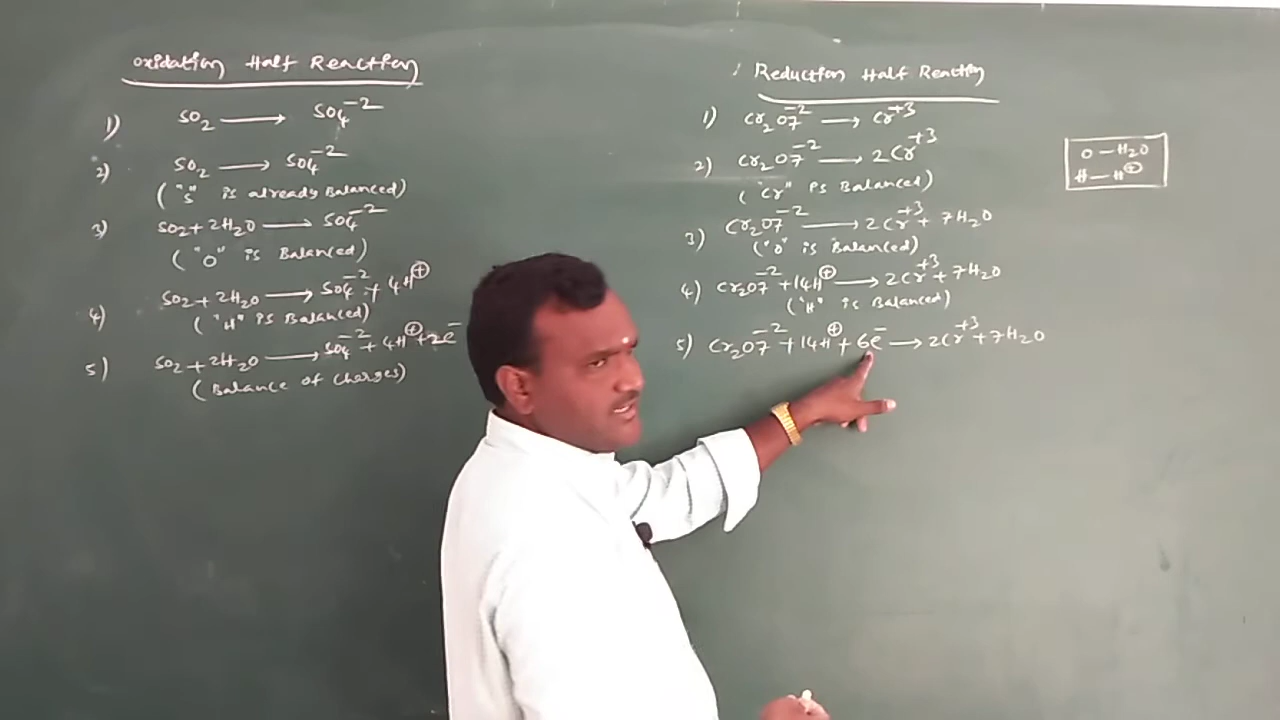 Oxidation Half Reaction
1) SO₂ ⟶ SO₄⁻²
2) SO₂ ⟶ SO₄⁻²
("S" is already Balanced)
3) SO₂ + 2H₂O ⟶ SO₄⁻²
("O" is Balanced)
4) SO₂ + 2H₂O ⟶ SO₄⁻² + 4H⊕
("H" is Balanced)
5) SO₂ + 2H₂O ⟶ SO₄⁻² + 4H⊕ + 2e⁻
(Balance of charges)
Reduction Half Reaction
1) Cr₂O7⁻² ⟶ Cr⁺³
2) Cr₂O7⁻² ⟶ 2Cr⁺³
("Cr" is Balanced)
3) Cr₂O7⁻² ⟶ 2Cr⁺³ + 7H₂O
("O" is Balanced)
4) Cr₂O7⁻² + 14H⊕ ⟶ 2Cr⁺³ + 7H₂O
("H" is Balanced)
5) Cr₂O7⁻² + 14H⊕ + 6e⁻ ⟶ 2Cr⁺³ + 7H₂O
O — H₂O
H — H⊕